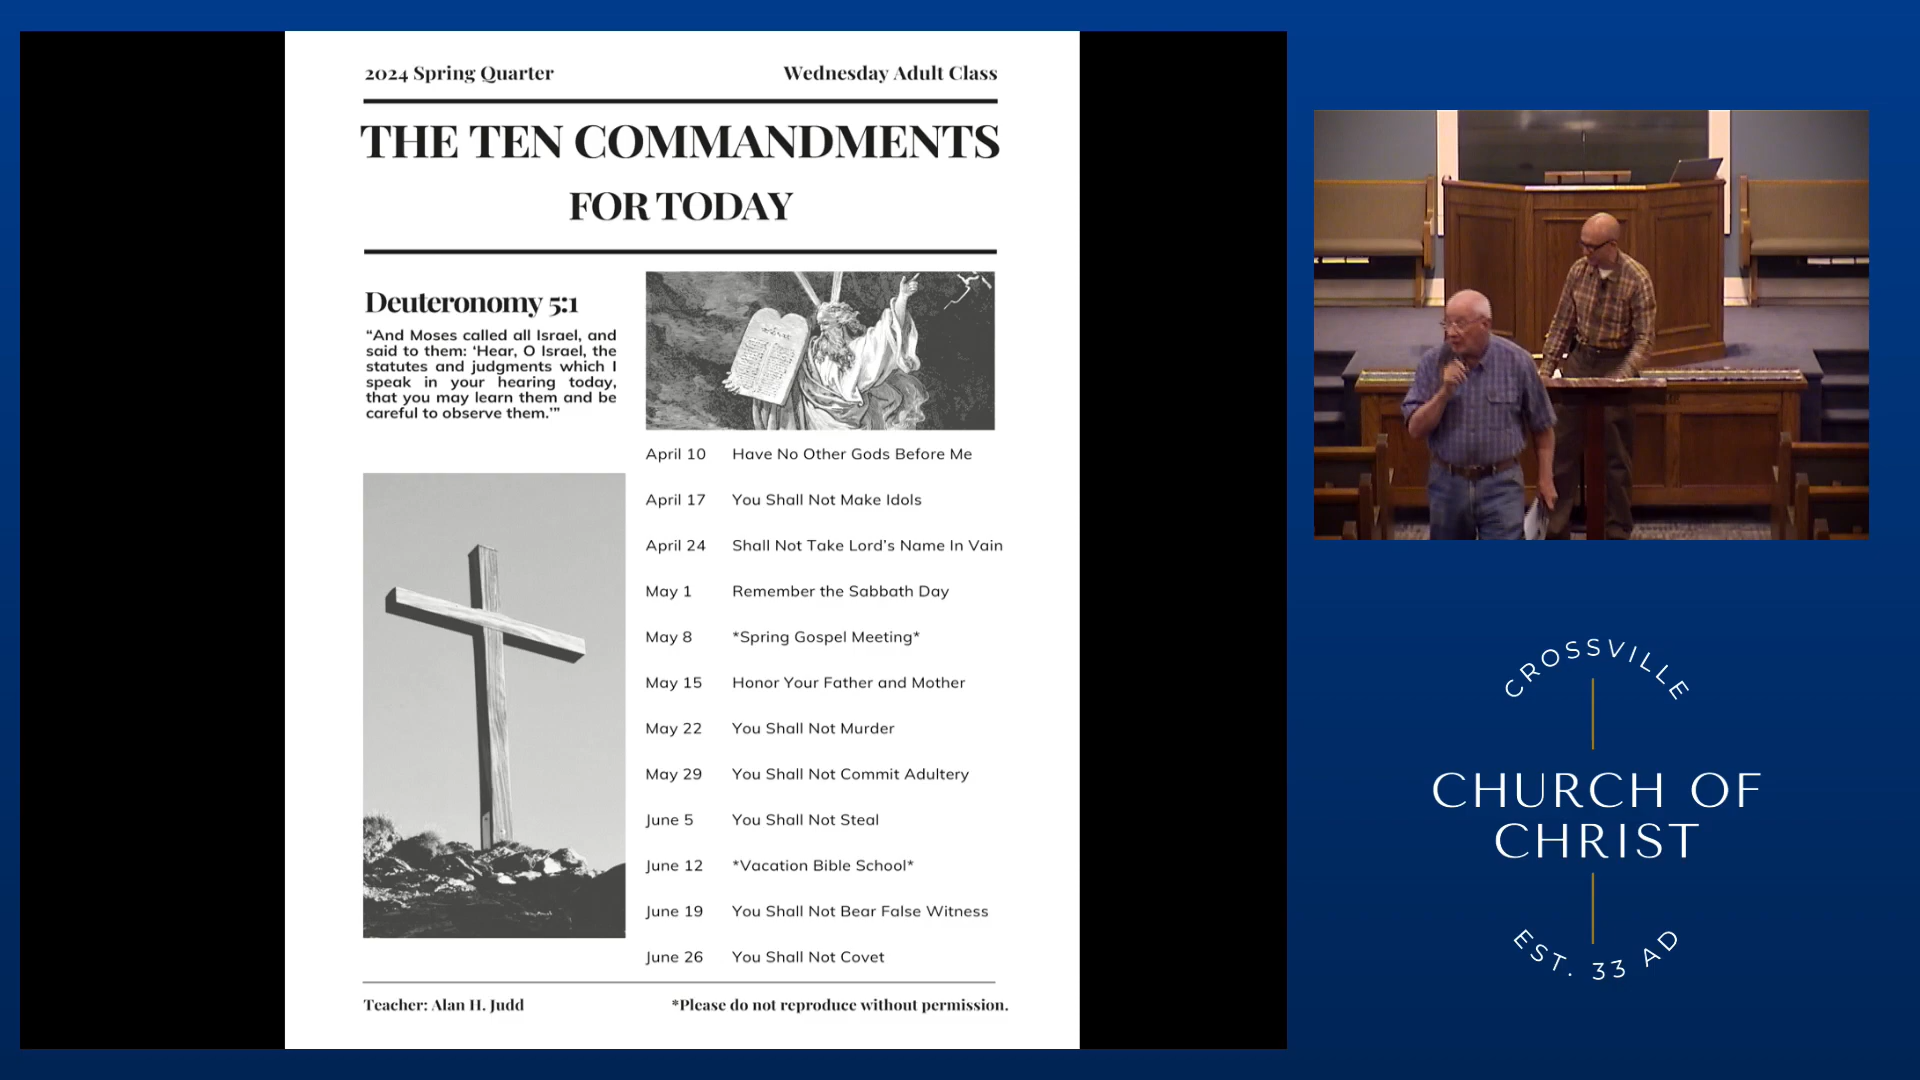 2024 Spring Quarter
Wednesday Adult Class
THE TEN COMMANDMENTS
FOR TODAY
Deuteronomy 5:1
“And Moses called all Israel, and
said to them: ‘Hear, O Israel, the
statutes and judgments which I
speak in your hearing today,
that you may learn them and be
careful to observe them.’”
April 10 Have No Other Gods Before Me
April 17 You Shall Not Make Idols
April 24 Shall Not Take Lord’s Name In Vain
May 1 Remember the Sabbath Day
May 8 *Spring Gospel Meeting*
May 15 Honor Your Father and Mother
May 22 You Shall Not Murder
May 29 You Shall Not Commit Adultery
June 5 You Shall Not Steal
June 12 *Vacation Bible School*
June 19 You Shall Not Bear False Witness
June 26 You Shall Not Covet
Teacher: Alan H. Judd
*Please do not reproduce without permission.
CROSSVILLE
CHURCH OF
CHRIST
EST. 33 AD